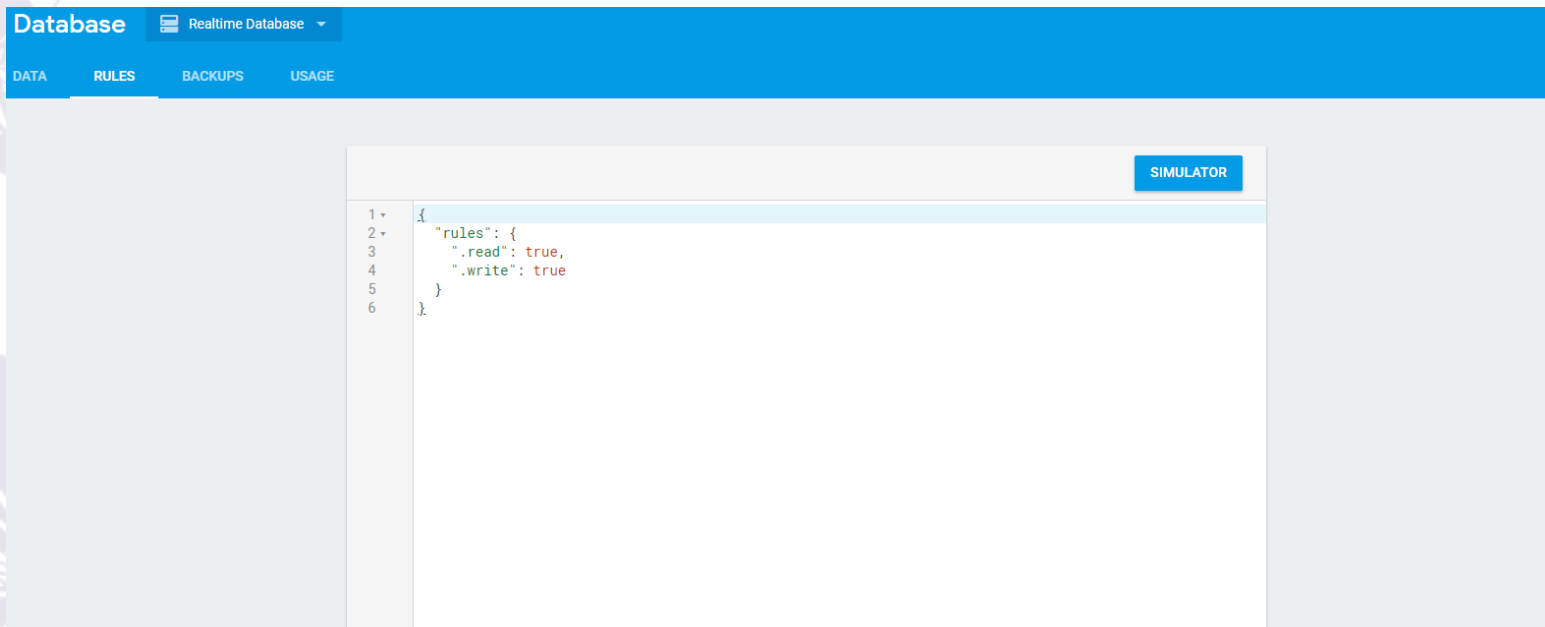 Database Realtime Database
DATA RULES BACKUPS USAGE
SIMULATOR
1 {
2 "rules": {
3 ".read": true,
4 ".write": true
5 }
6 }